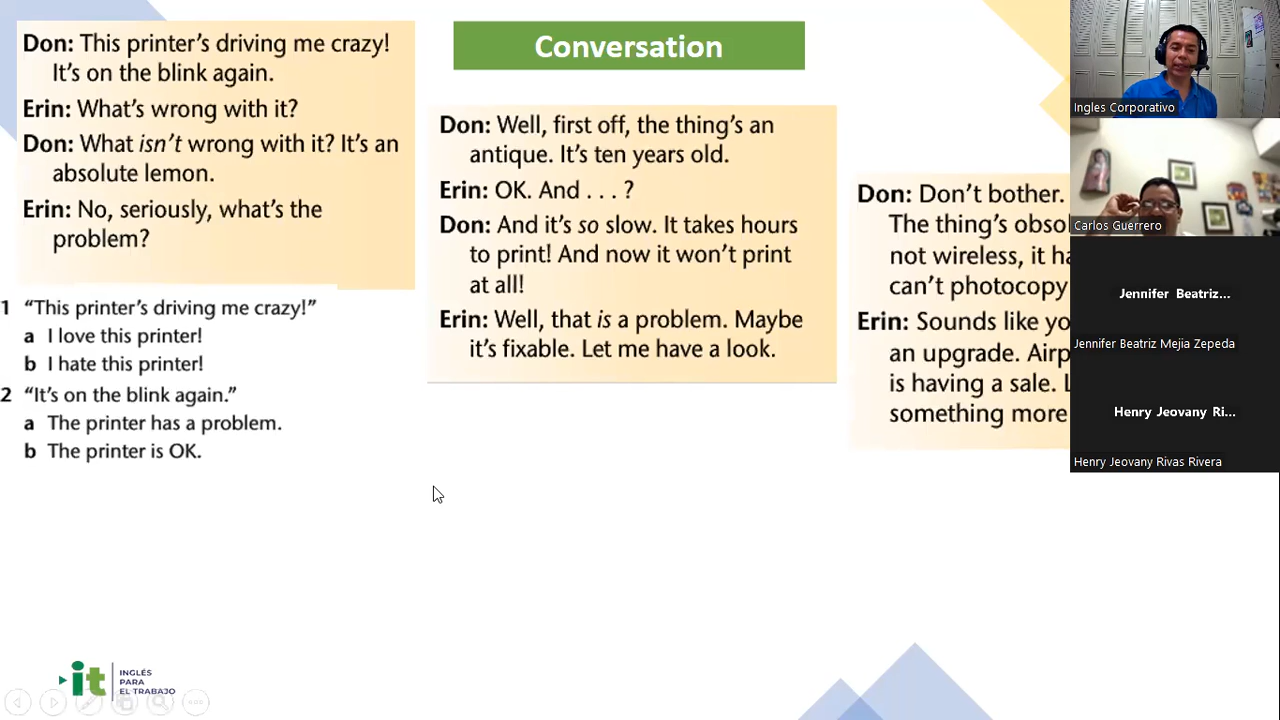 Don: This printer's driving me crazy!
It's on the blink again.
Erin: What's wrong with it?
Don: What isn't wrong with it? It's an
absolute lemon.
Erin: No, seriously, what's the
problem?
1 "This printer's driving me crazy!"
a I love this printer!
b I hate this printer!
2 "It's on the blink again."
a The printer has a problem.
b The printer is OK.
Conversation
Don: Well, first off, the thing's an
antique. It's ten years old.
Erin: OK. And . . . ?
Don: And it's so slow. It takes hours
to print! And now it won't print
at all!
Erin: Well, that is a problem. Maybe
it's fixable. Let me have a look.
Don: Don't bother.
The thing's obso
not wireless, it ha
can't photocopy
Erin: Sounds like yo
an upgrade. Airp
is having a sale. L
something more
Ingles Corporativo
Carlos Guerrero
Jennifer Beatriz...
Jennifer Beatriz Mejia Zepeda
Henry Jeovany Ri...
Henry Jeovany Rivas Rivera
it
INGLÉS
PARA
EL TRABAJO